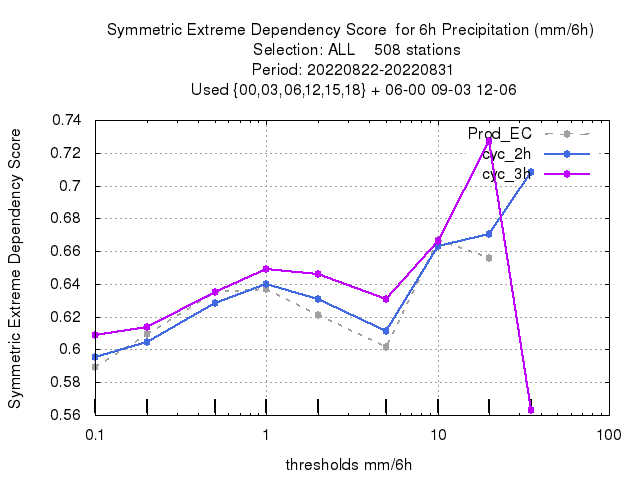 Symmetric Extreme Dependency Score  for 6h Precipitation (mm/6h)
Selection: ALL    508 stations
Period: 20220822-20220831
Used {00,03,06,12,15,18} + 06-00 09-03 12-06
Symmetric Extreme Dependency Score
0.74
0.72
0.7
0.68
0.66
0.64
0.62
0.6
0.58
0.56
Prod_EC
cyc_2h
cyc_3h
0.1 1 10 100
thresholds mm/6h